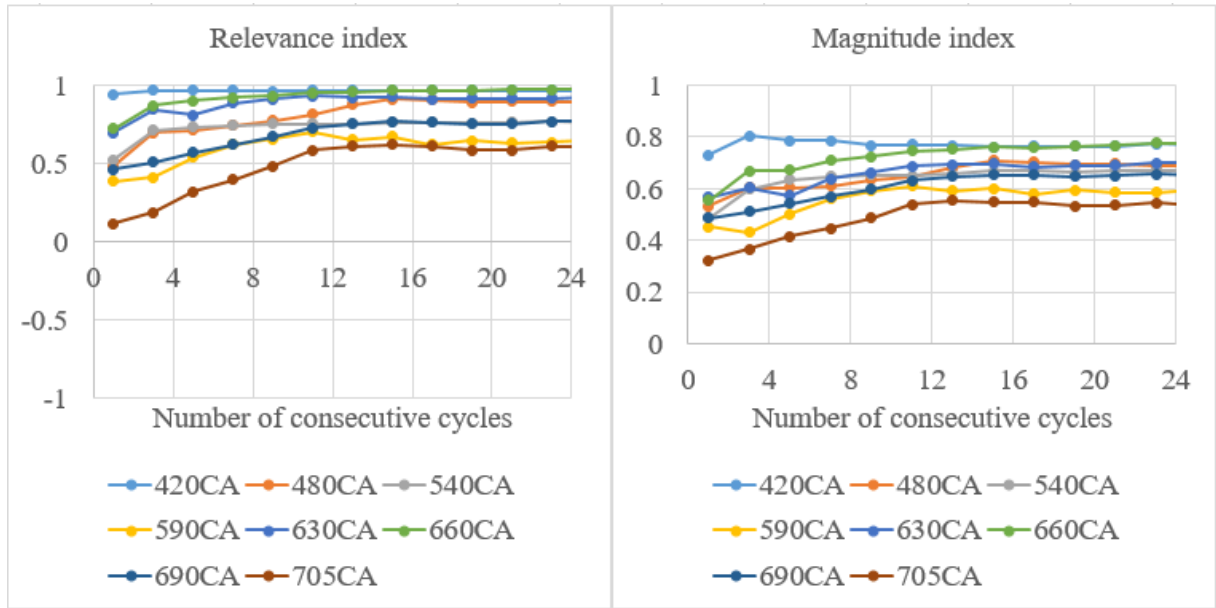 Relevance index
1
0.5
0
0 4 8 12 16 20 24
-0.5
-1
Number of consecutive cycles
420CA 480CA 540CA
590CA 630CA 660CA
690CA 705CA
Magnitude index
1
0.8
0.6
0.4
0.2
0
0 4 8 12 16 20 24
Number of consecutive cycles
420CA 480CA 540CA
590CA 630CA 660CA
690CA 705CA